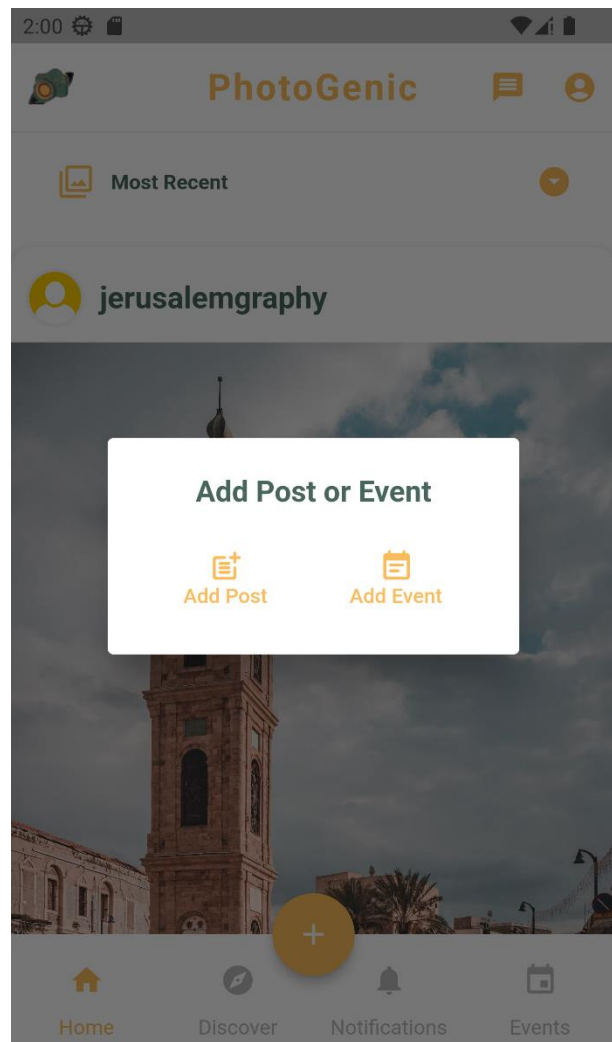 2:00
PhotoGenic
Most Recent
jerusalemgraphy
Add Post or Event
Add Post Add Event
Home Discover Notifications Events